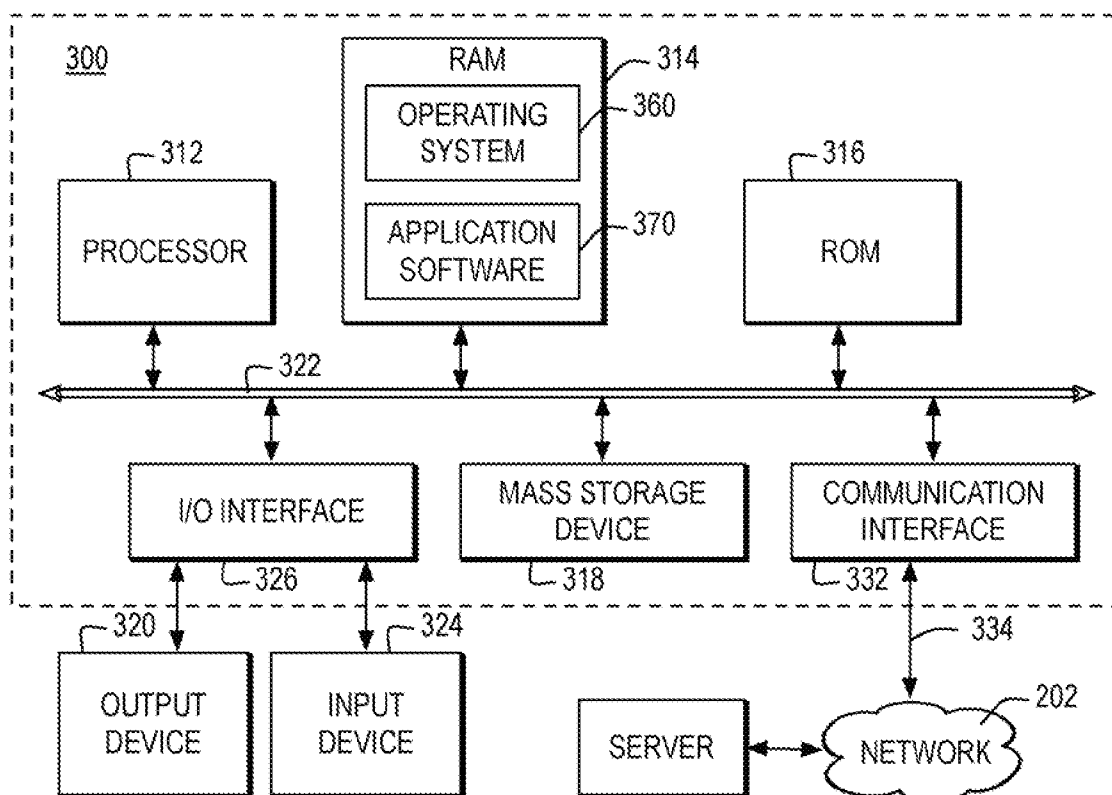 300
RAM
314
OPERATING
SYSTEM
360
312
316
PROCESSOR
APPLICATION
SOFTWARE
370
ROM
322
I/O INTERFACE
MASS STORAGE
DEVICE
COMMUNICATION
INTERFACE
326
318
332
320
324
334
OUTPUT
DEVICE
INPUT
DEVICE
SERVER
NETWORK
202